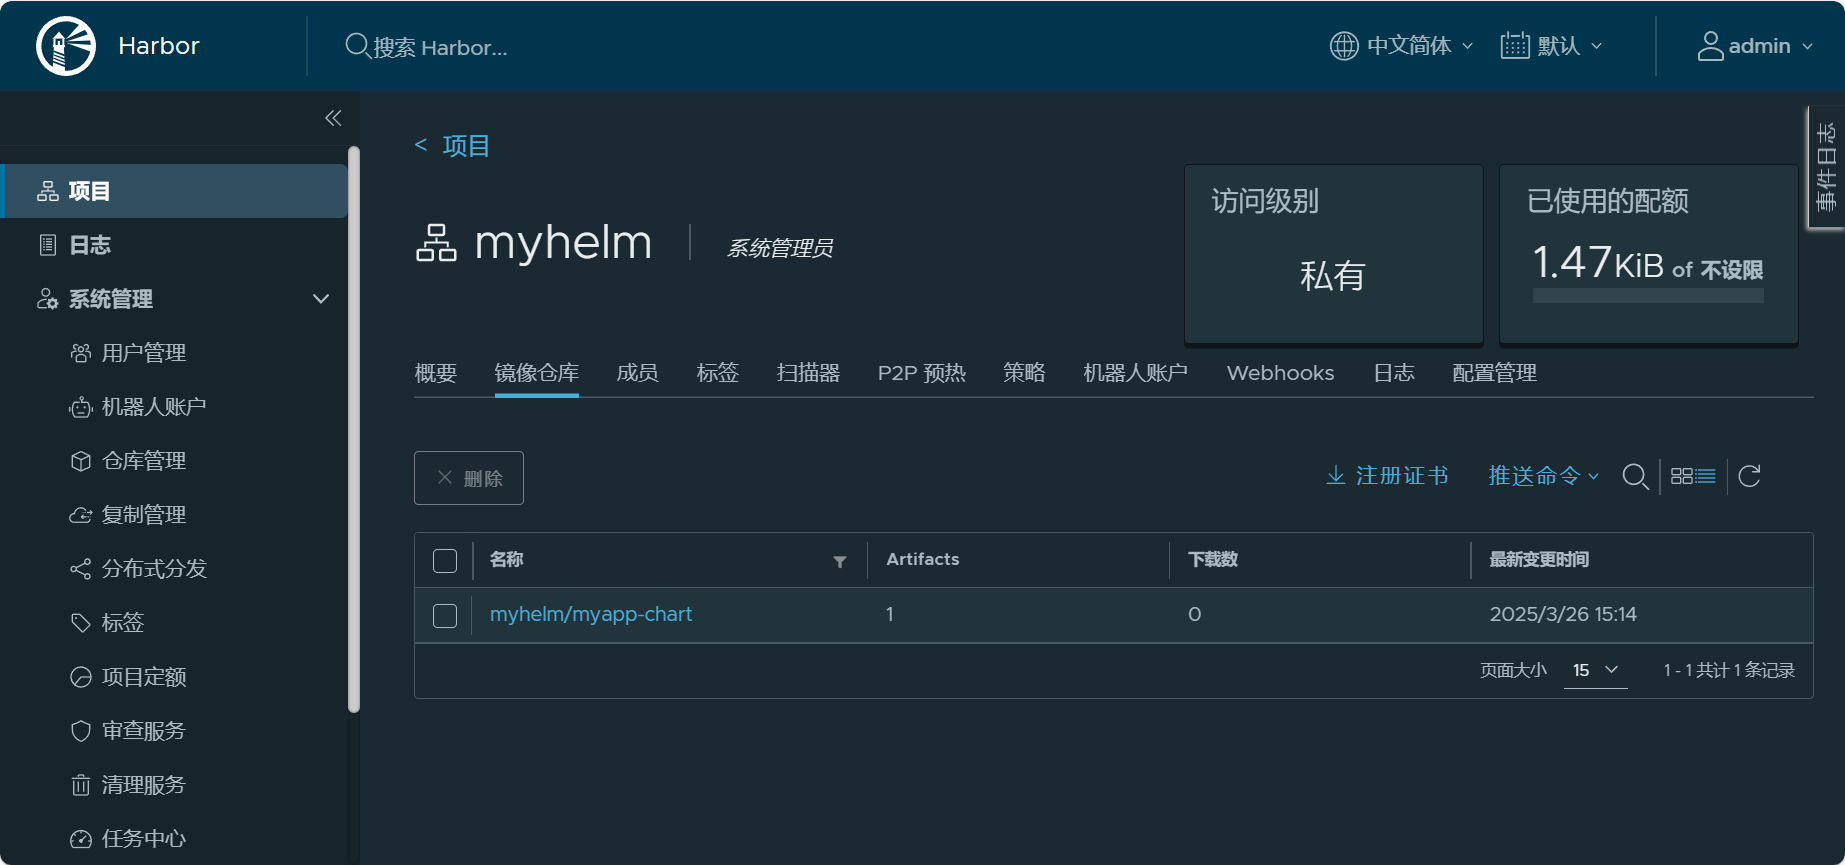 Harbor
搜索 Harbor...
中文简体
默认
admin
项目
日志
系统管理
用户管理
机器人账户
仓库管理
复制管理
分布式分发
标签
项目定额
审查服务
清理服务
任务中心
< 项目
myhelm
系统管理员
访问级别
私有
已使用的配额
1.47KiB of 不设限
事件日志
概要 镜像仓库 成员 标签 扫描器 P2P 预热 策略 机器人账户 Webhooks 日志 配置管理
删除
注册证书 推送命令
名称 Artifacts 下载数 最新变更时间
myhelm/myapp-chart 1 0 2025/3/26 15:14
页面大小 15 1 - 1 共计 1 条记录